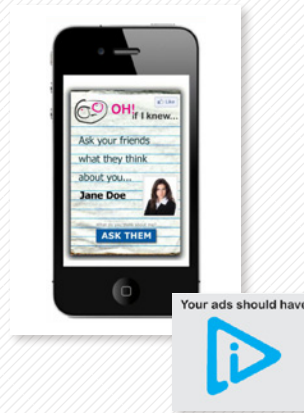 OH!
if I knew...
Like
Ask your friends
what they think
about you...
Jane Doe
ASK THEM
Your ads should have